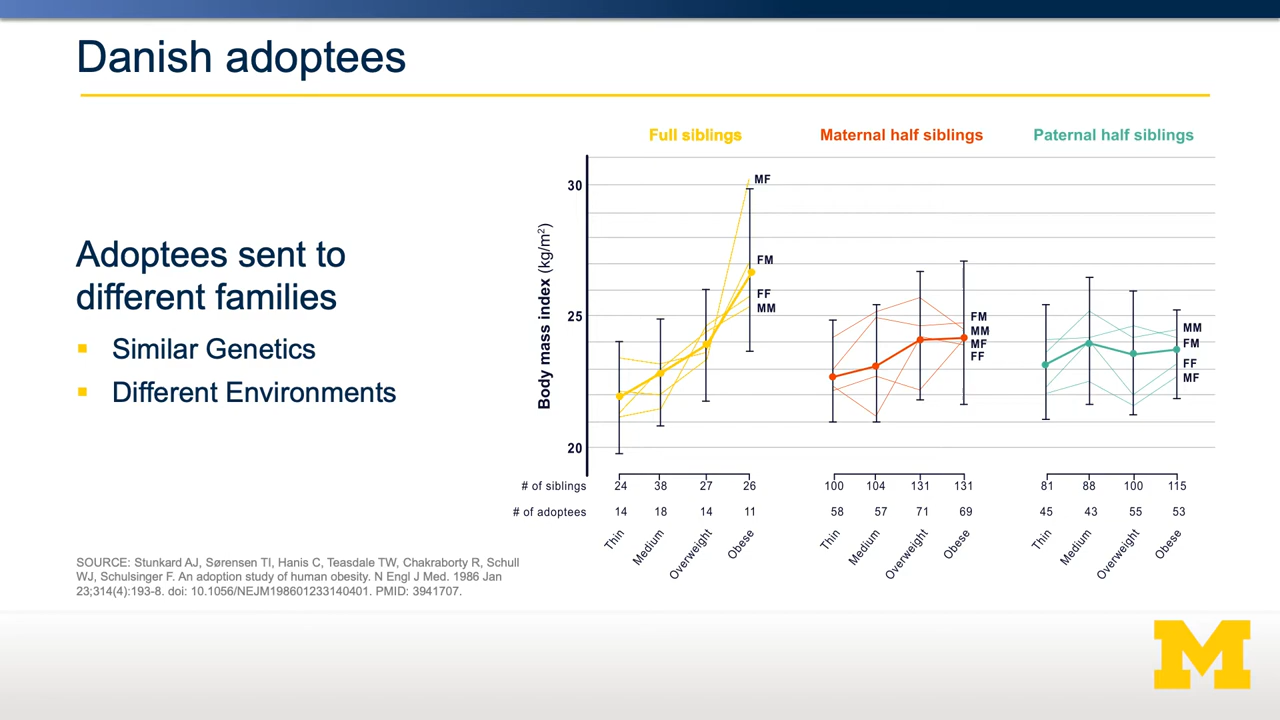 Danish adoptees
Adoptees sent to
different families
Similar Genetics
Different Environments
SOURCE: Stunkard AJ, Sørensen TI, Hanis C, Teasdale TW, Chakraborty R, Schull
WJ, Schulsinger F. An adoption study of human obesity. N Engl J Med. 1986 Jan
23;314(4):193-8. doi: 10.1056/NEJM198601233140401. PMID: 3941707.
Full siblings
Maternal half siblings
Paternal half siblings
Body mass index (kg/m²)
30
25
20
MF
FM
FF
MM
FM
MM
MF
FF
MM
FM
FF
MF
# of siblings 24 38 27 26 100 104 131 131 81 88 100 115
# of adoptees 14 18 14 11 58 57 71 69 45 43 55 53
Thin Medium Overweight Obese Thin Medium Overweight Obese Thin Medium Overweight Obese
M